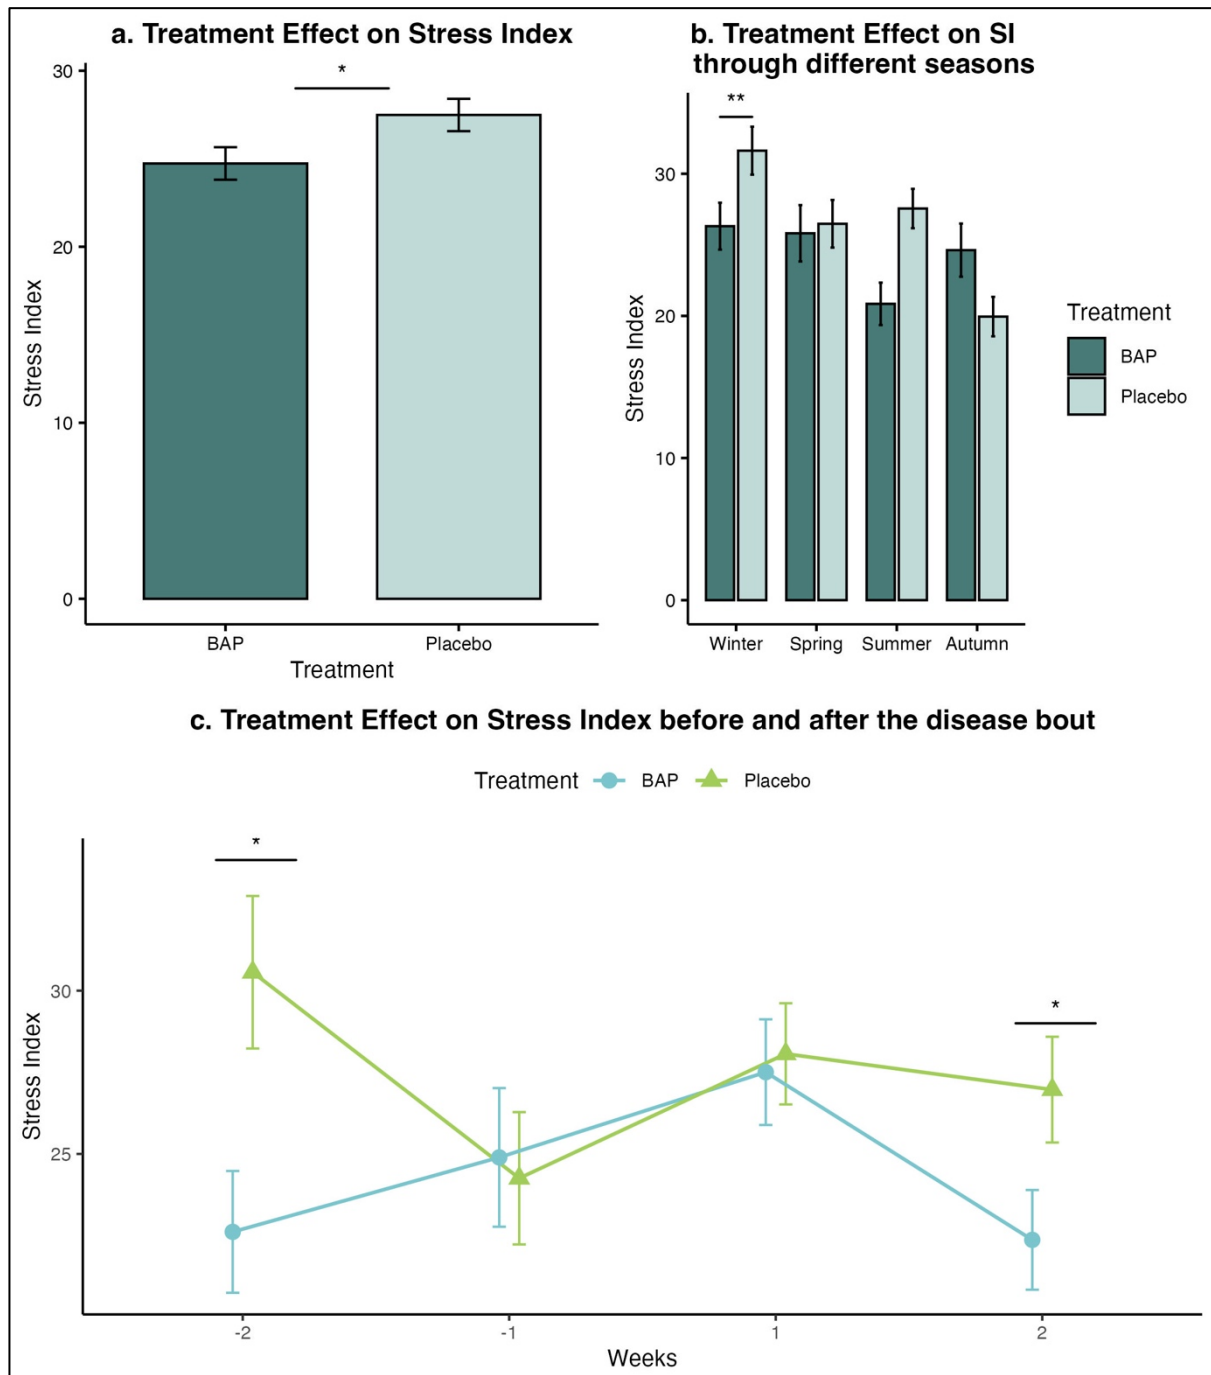 a. Treatment Effect on Stress Index
30
*
20
10
0
Stress Index
BAP
Placebo
Treatment
b. Treatment Effect on SI
through different seasons
**
30
20
10
0
Stress Index
Winter
Spring
Summer
Autumn
Treatment
BAP
Placebo
c. Treatment Effect on Stress Index before and after the disease bout
Treatment
BAP
Placebo
*
*
30
25
Stress Index
-2
-1
1
2
Weeks